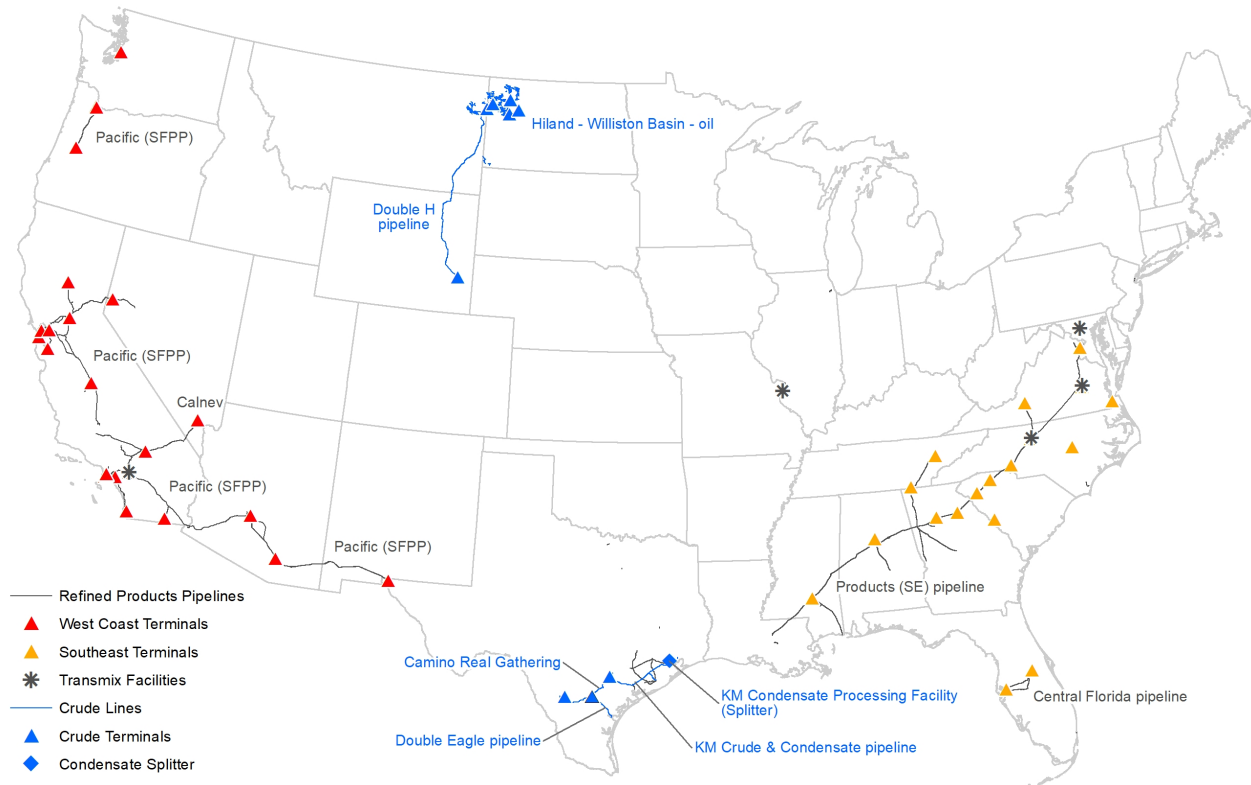 Pacific (SFPP)
Hiland - Williston Basin - oil
Double H
pipeline
Pacific (SFPP)
Calnev
Pacific (SFPP)
Pacific (SFPP)
Products (SE) pipeline
Refined Products Pipelines
West Coast Terminals
Southeast Terminals
Transmix Facilities
Crude Lines
Crude Terminals
Condensate Splitter
Camino Real Gathering
Double Eagle pipeline
KM Condensate Processing Facility
(Splitter)
KM Crude & Condensate pipeline
Central Florida pipeline